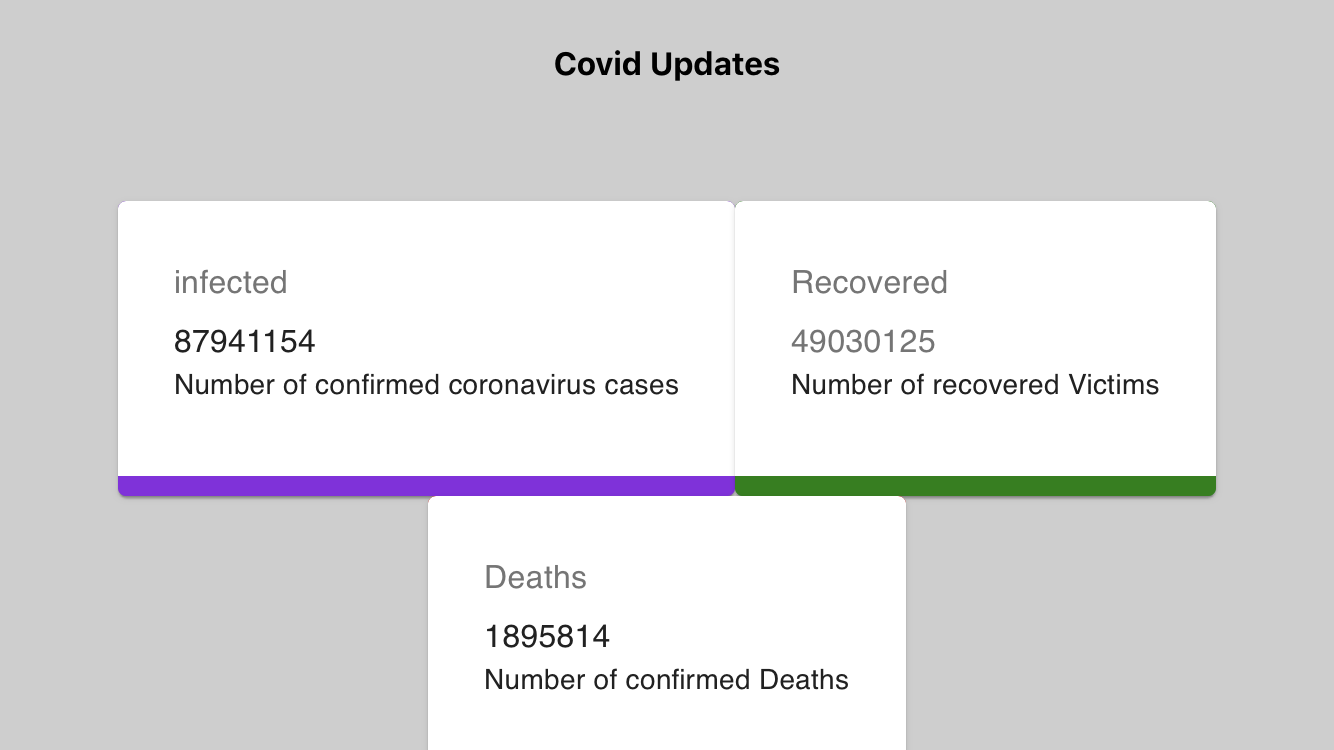 Covid Updates
infected
87941154
Number of confirmed coronavirus cases
Recovered
49030125
Number of recovered Victims
Deaths
1895814
Number of confirmed Deaths